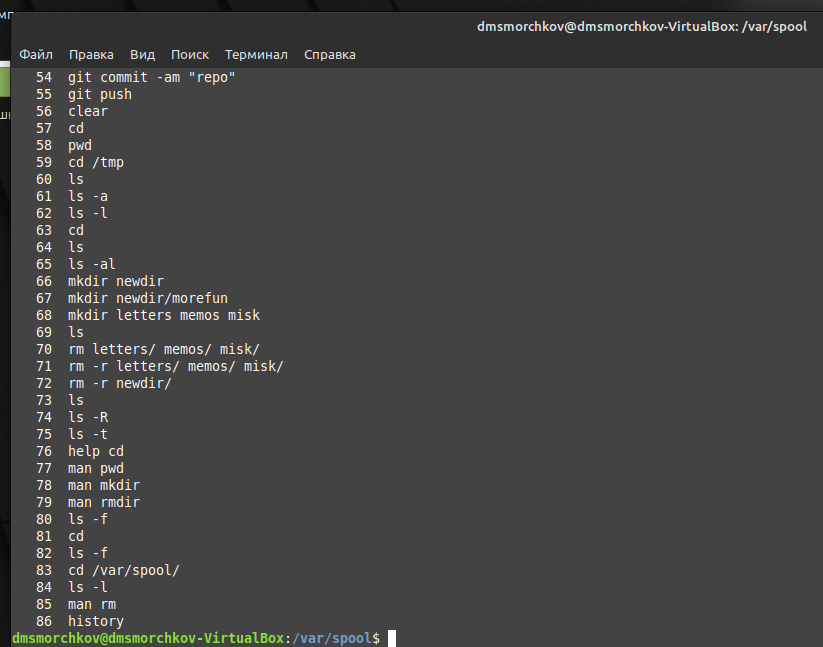 dmsmorchkov@dmsmorchkov-VirtualBox: /var/spool
Файл Правка Вид Поиск Терминал Справка
54 git commit -am "repo"
55 git push
56 clear
57 cd
58 pwd
59 cd /tmp
60 ls
61 ls -a
62 ls -l
63 cd
64 ls
65 ls -al
66 mkdir newdir
67 mkdir newdir/morefun
68 mkdir letters memos misk
69 ls
70 rm letters/ memos/ misk/
71 rm -r letters/ memos/ misk/
72 rm -r newdir/
73 ls
74 ls -R
75 ls -t
76 help cd
77 man pwd
78 man mkdir
79 man rmdir
80 ls -f
81 cd
82 ls -f
83 cd /var/spool/
84 ls -l
85 man rm
86 history
dmsmorchkov@dmsmorchkov-VirtualBox:/var/spool$